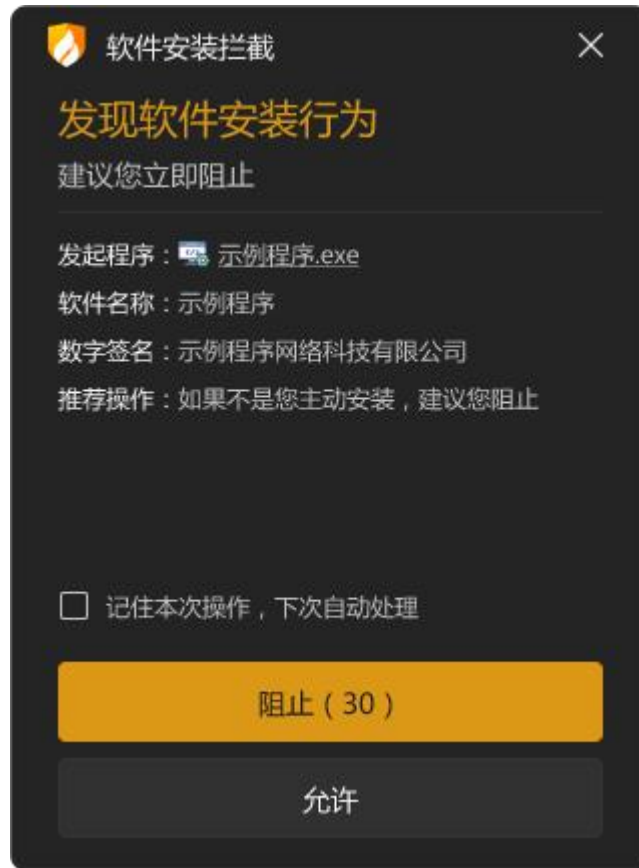 软件安装拦截
发现软件安装行为
建议您立即阻止
发起程序：示例程序.exe
软件名称：示例程序
数字签名：示例程序网络科技有限公司
推荐操作：如果不是您主动安装，建议您阻止
记住本次操作，下次自动处理
阻止（30）
允许